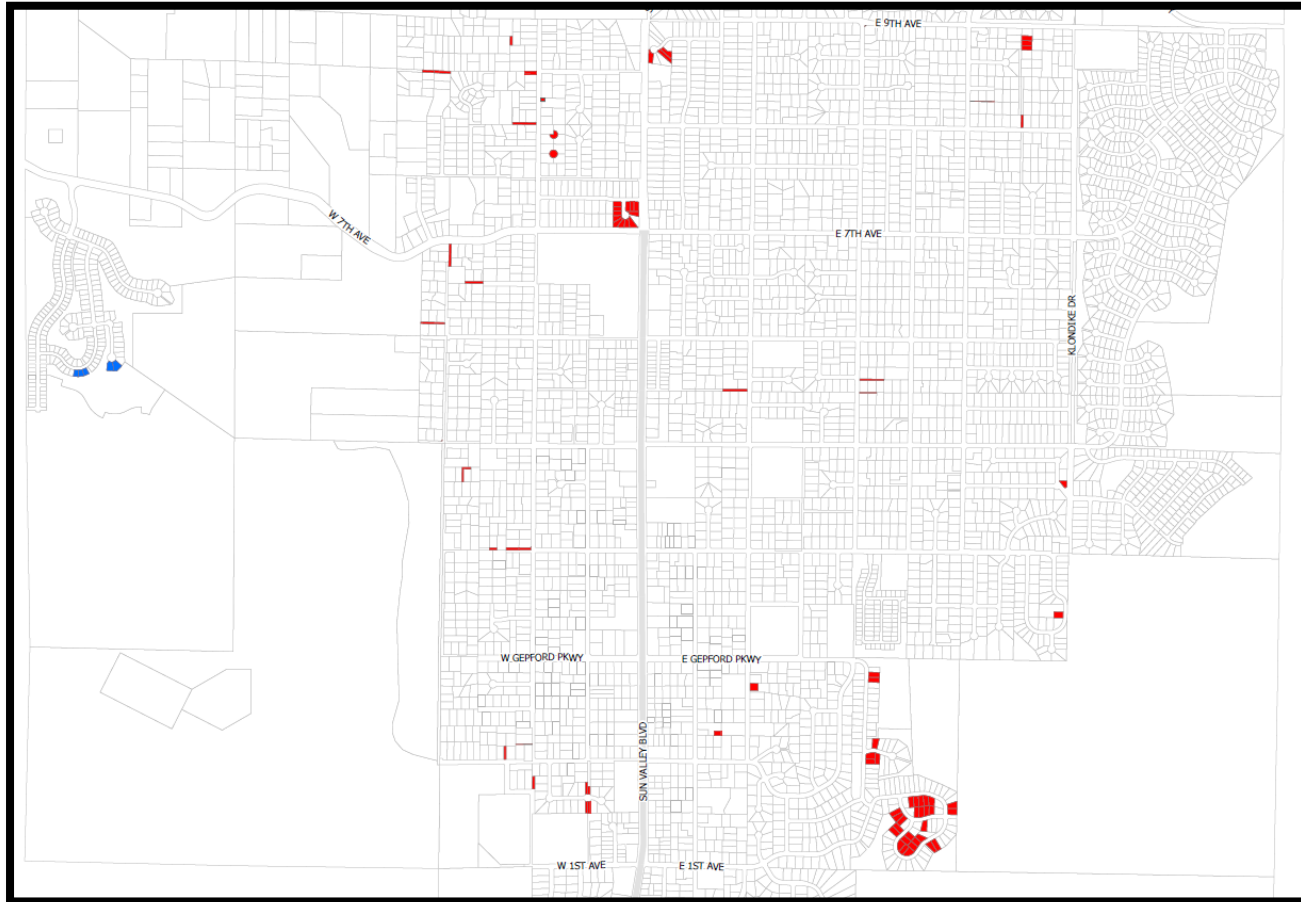 E 9TH AVE
W 7TH AVE
E 7TH AVE
KLONDIKE DR
W GEPFORD PKWY
E GEPFORD PKWY
SUN VALLEY BLVD
W 1ST AVE
E 1ST AVE